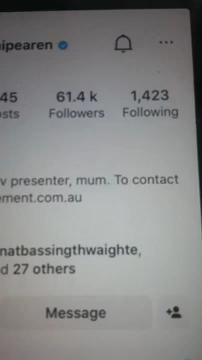 ipearen
45 61.4 k 1,423
sts Followers Following
v presenter, mum. To contact
ement.com.au
natbassingthwaighte,
d 27 others
Message